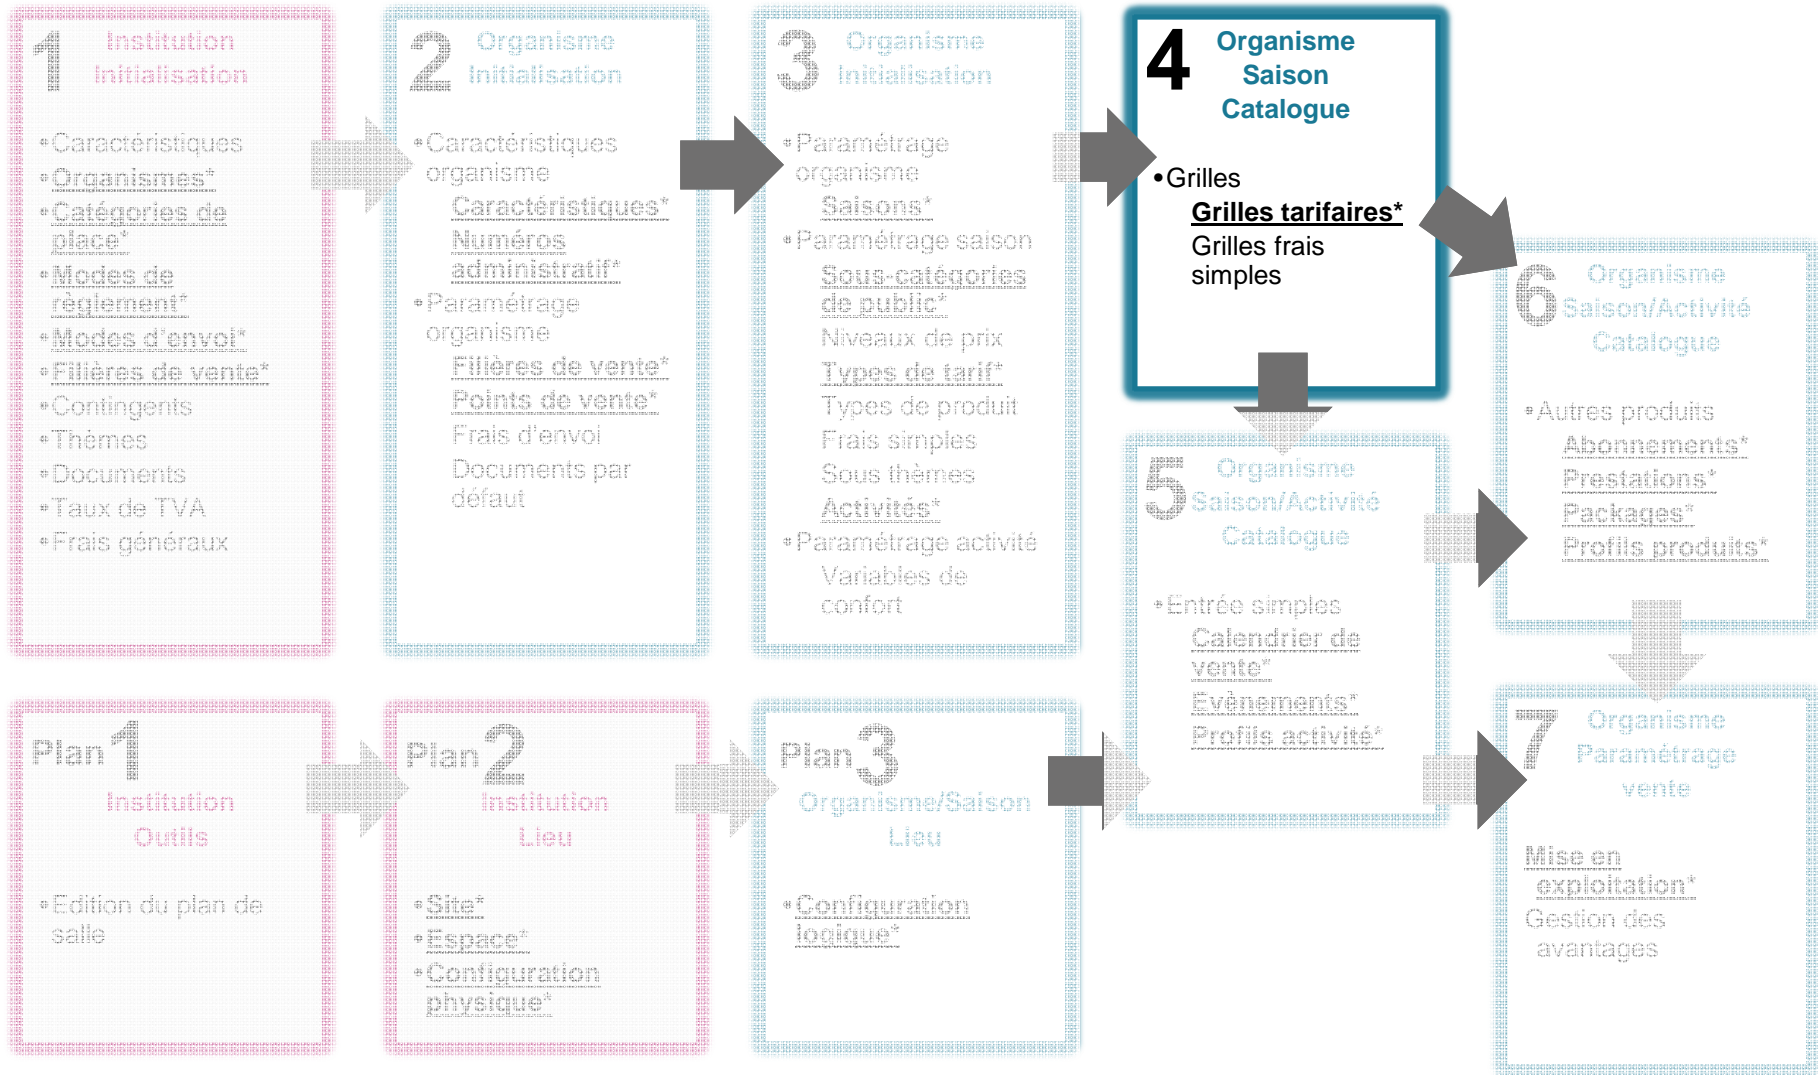 1
Institution
Initialisation
•Caractéristiques
•Organismes*
•Catégories de
place*
•Modes de
règlement*
•Modes d'envoi*
•Filières de vente*
•Contingents
•Thèmes
•Documents
•Taux de TVA
•Frais généraux
2
Organisme
Initialisation
•Caractéristiques
organisme
Caractéristiques*
Numéros
administratif*
•Paramétrage
organisme
Filières de vente*
Points de vente*
Frais d'envoi
Documents par
défaut
3
Organisme
Initialisation
•Paramétrage
organisme
Saisons*
•Paramétrage saison
Sous-catégories
de public*
Niveaux de prix
Types de tarif*
Types de produit
Frais simples
Sous thèmes
Activités*
•Paramétrage activité
Variables de
confort
4
Organisme
Saison
Catalogue
•Grilles
Grilles tarifaires*
Grilles frais
simples
5
Organisme
Saison/Activité
Catalogue
•Entrée simples
Calendrier de
vente*
Evènements*
Profils activité*
6
Organisme
Saison/Activité
Catalogue
•Autres produits
Abonnements*
Prestations*
Packages*
Profils produits*
Plan 1
Institution
Outils
•Edition du plan de
salle
Plan 2
Institution
Lieu
•Site*
•Espace*
•Configuration
physique*
Plan 3
Organisme/Saison
Lieu
•Configuration
logique*
7
Organisme
Paramétrage
vente
Mise en
exploitation*
Gestion des
avantages